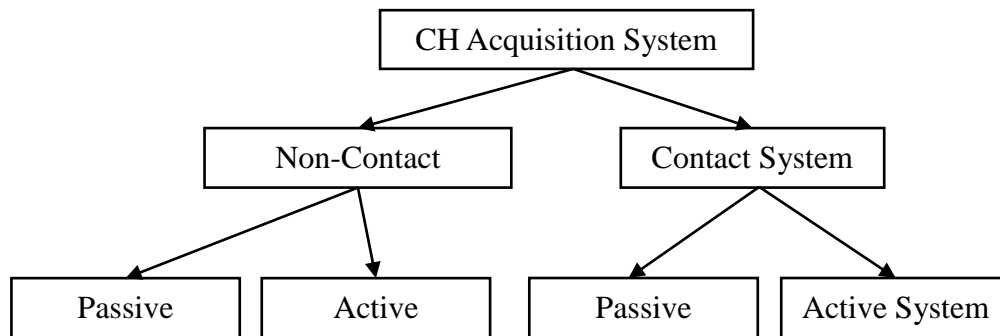 CH Acquisition System
Non-Contact
Contact System
Passive
Active
Passive
Active System